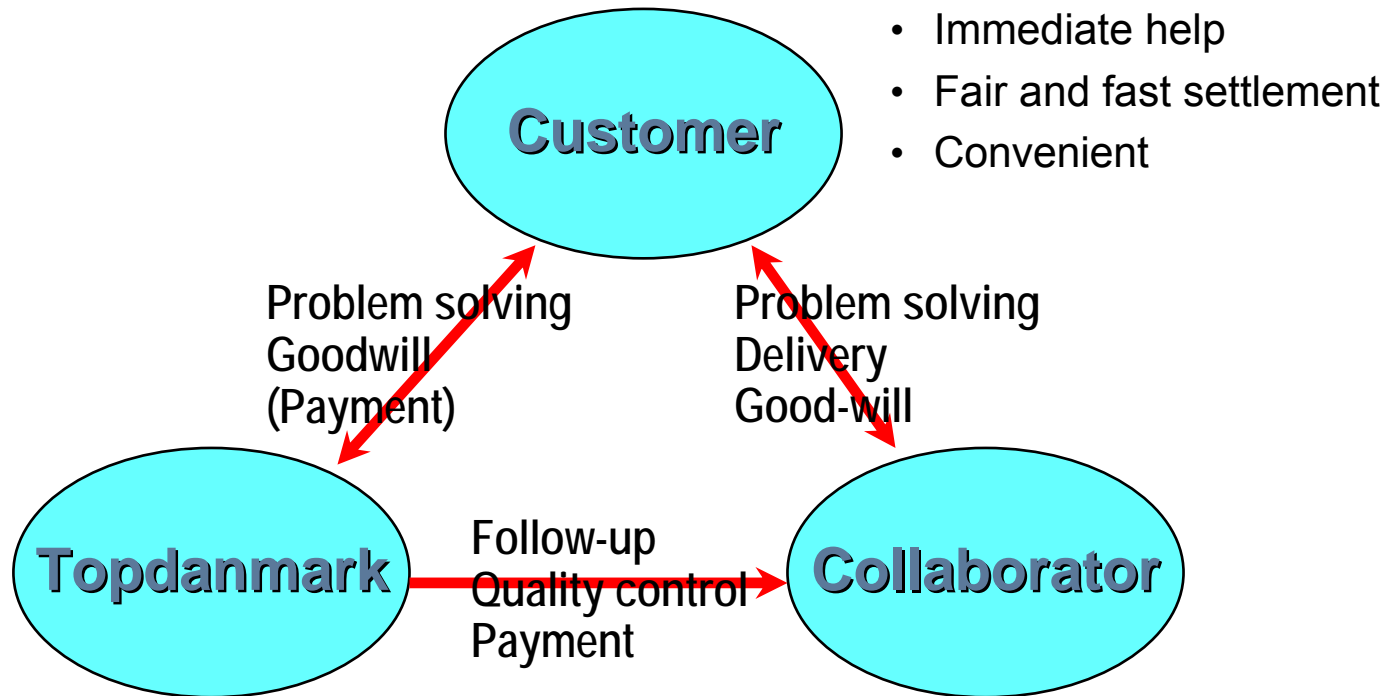 • Immediate help
• Fair and fast settlement
• Convenient
Customer
Problem solving
Goodwill
(Payment)
Problem solving
Delivery
Good-will
Topdanmark
Follow-up
Quality control
Payment
Collaborator